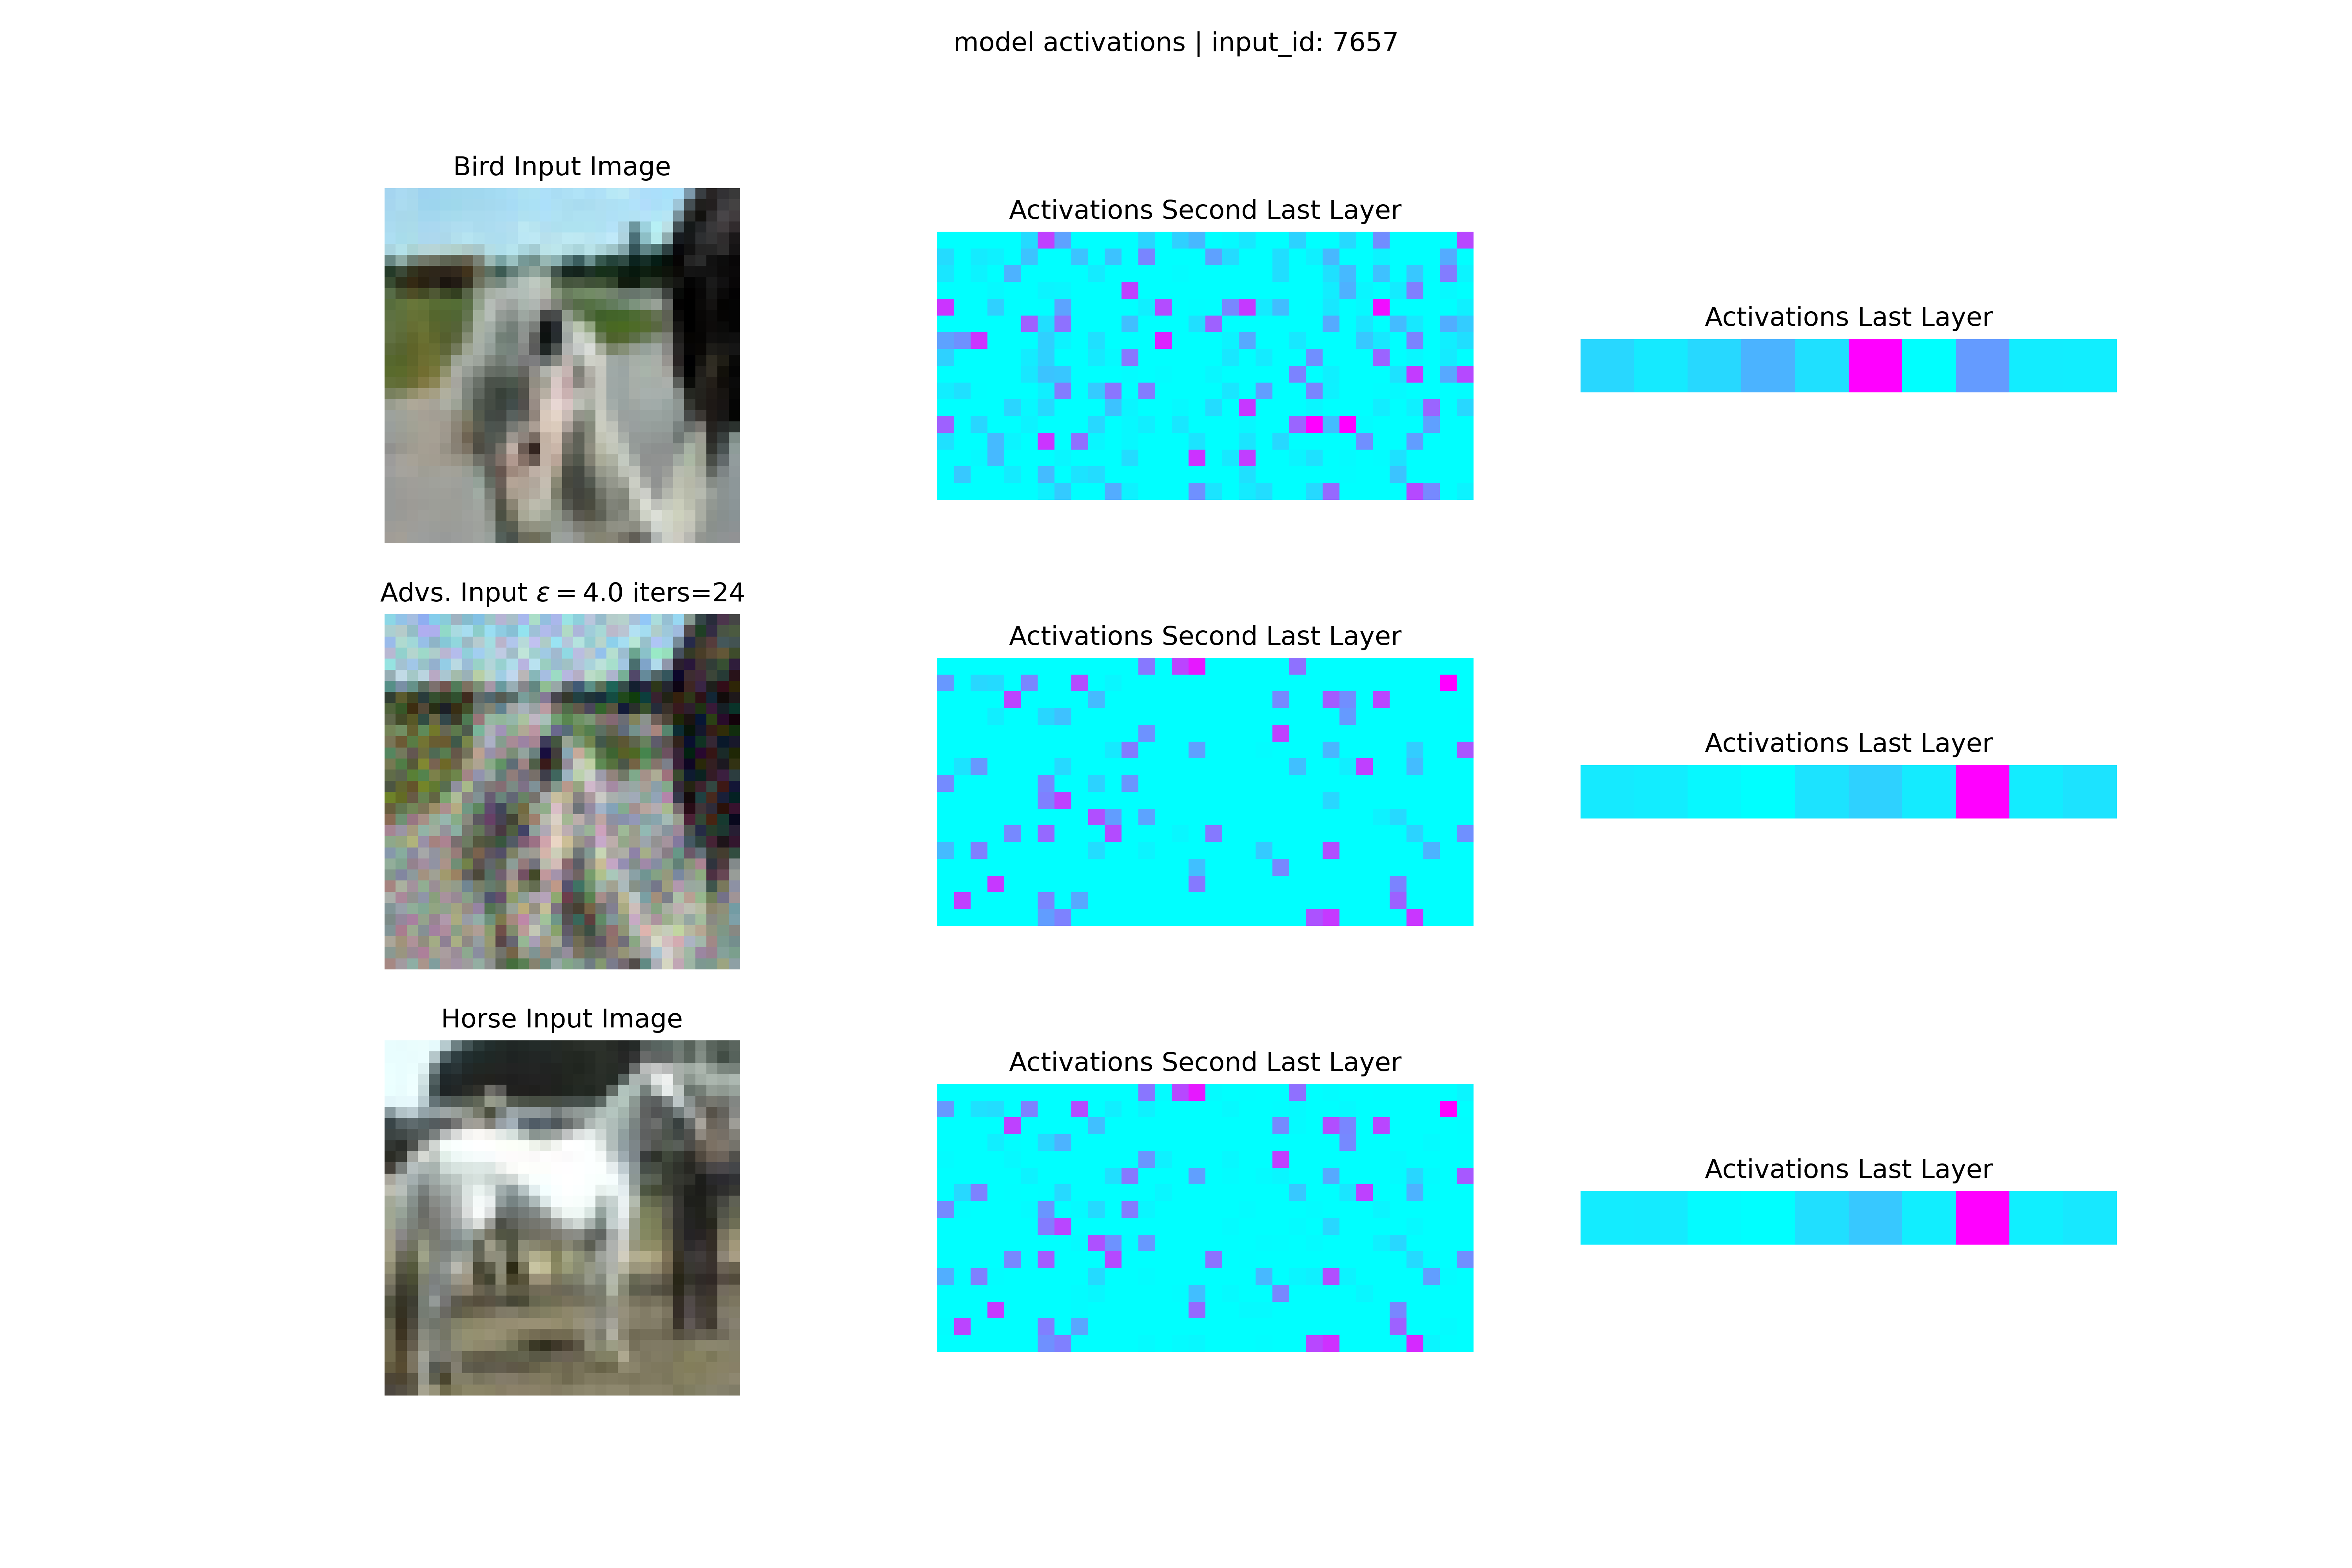 model activations | input_id: 7657
Bird Input Image
Activations Second Last Layer
Activations Last Layer
Advs. Input ε = 4.0 iters=24
Activations Second Last Layer
Activations Last Layer
Horse Input Image
Activations Second Last Layer
Activations Last Layer